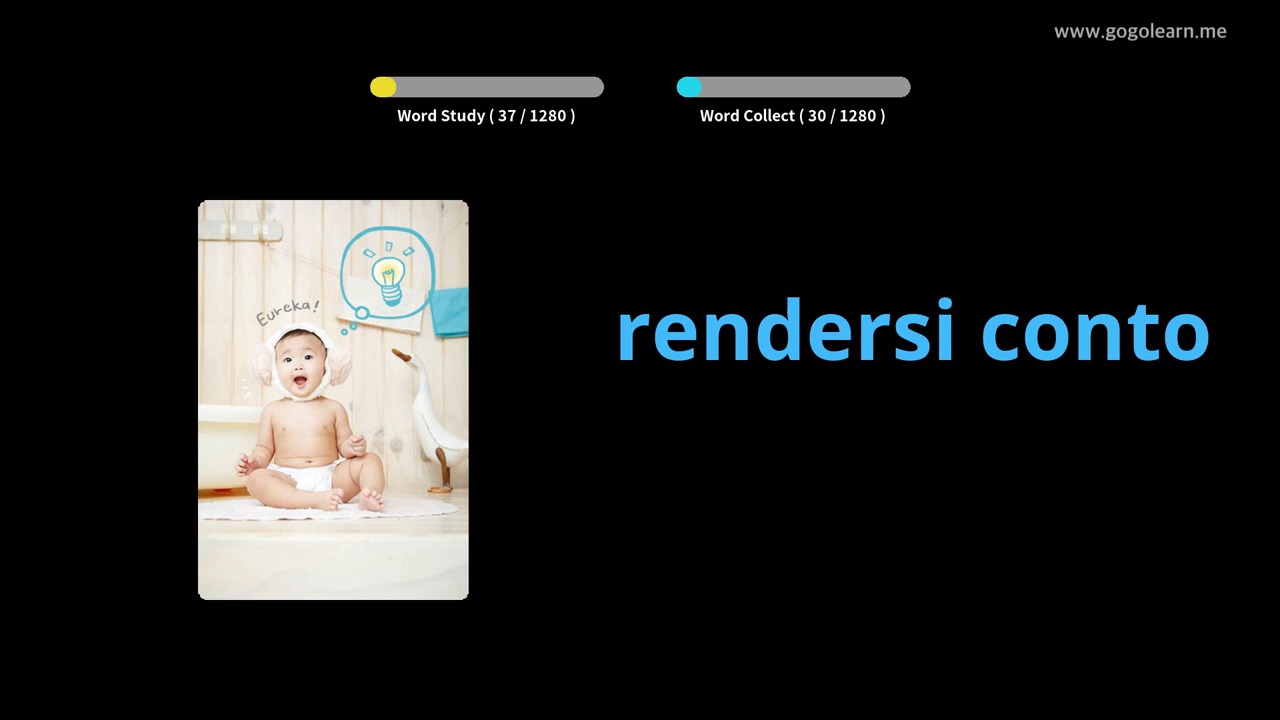 www.gogolearn.me
Word Study ( 37 / 1280 )
Word Collect ( 30 / 1280 )
Eureka!
rendersi conto